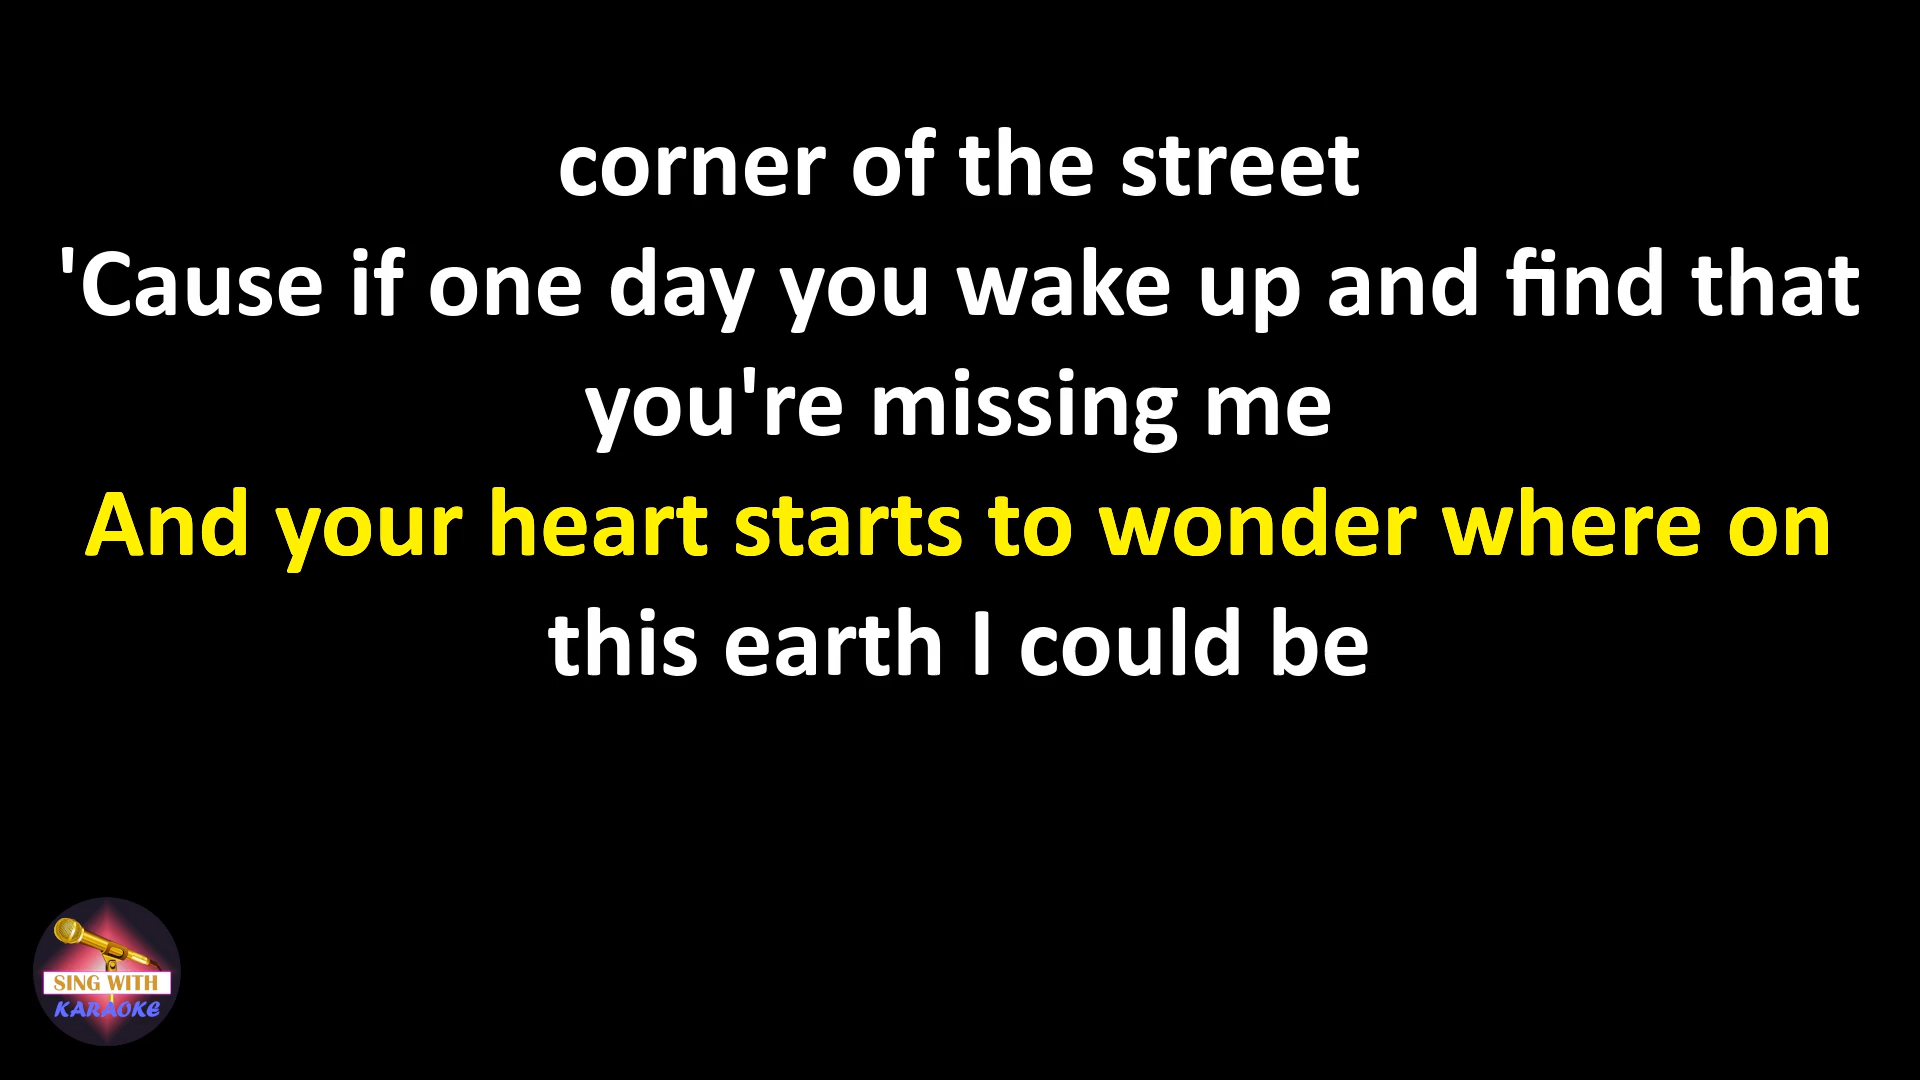 corner of the street
'Cause if one day you wake up and find that
you're missing me
And your heart starts to wonder where on
this earth I could be
SING WITH
KARAOKE